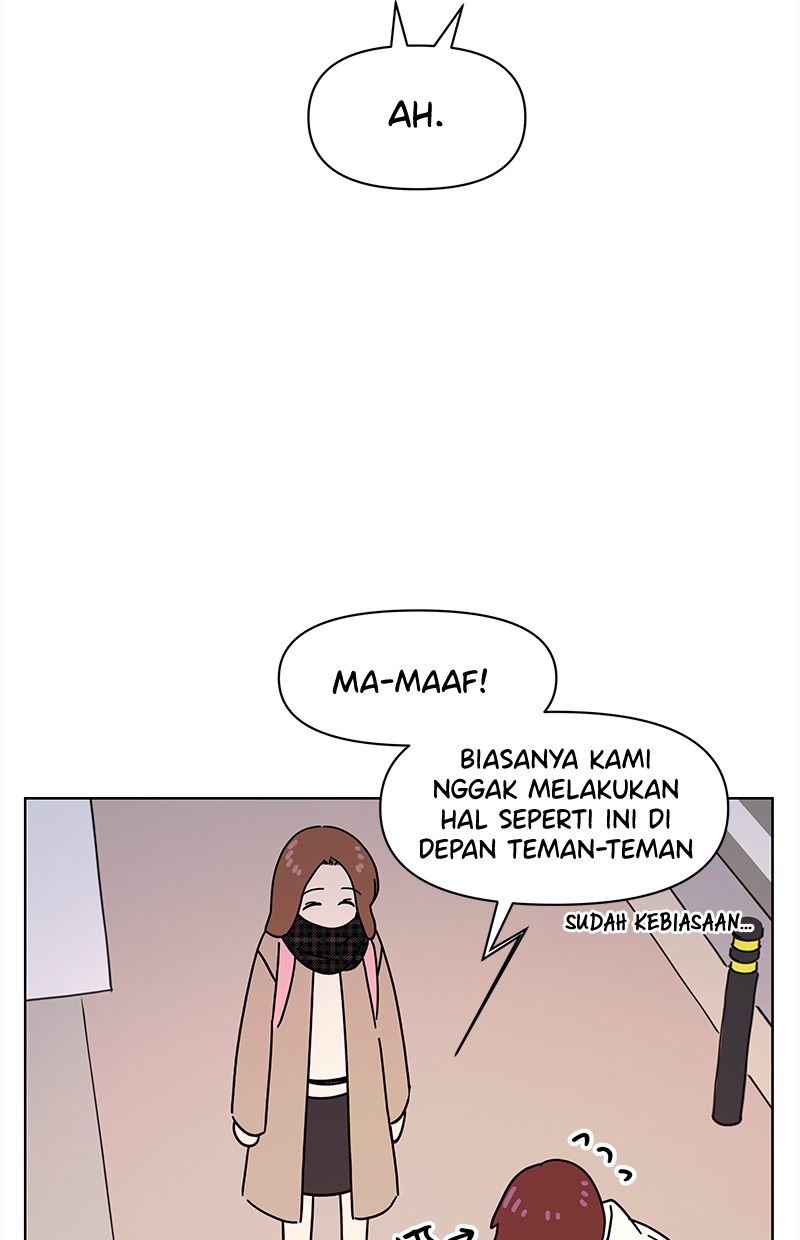 AH.
MA-MAAF!
BIASANYA KAMI
NGGAK MELAKUKAN
HAL SEPERTI INI DI
DEPAN TEMAN-TEMAN
SUDAH KEBIASAAN...